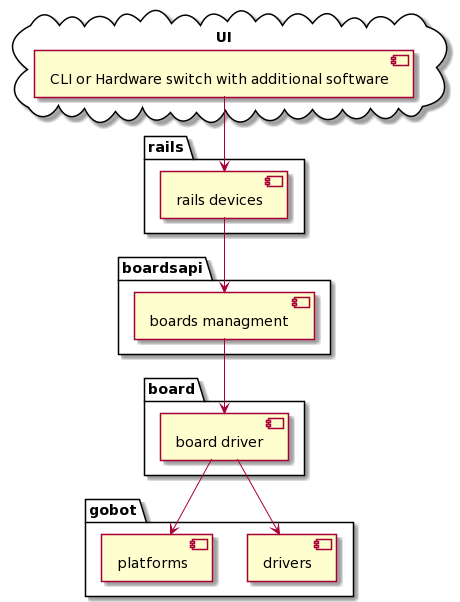 UI
CLI or Hardware switch with additional software
rails
rails devices
boardsapi
boards managment
board
board driver
gobot
platforms
drivers